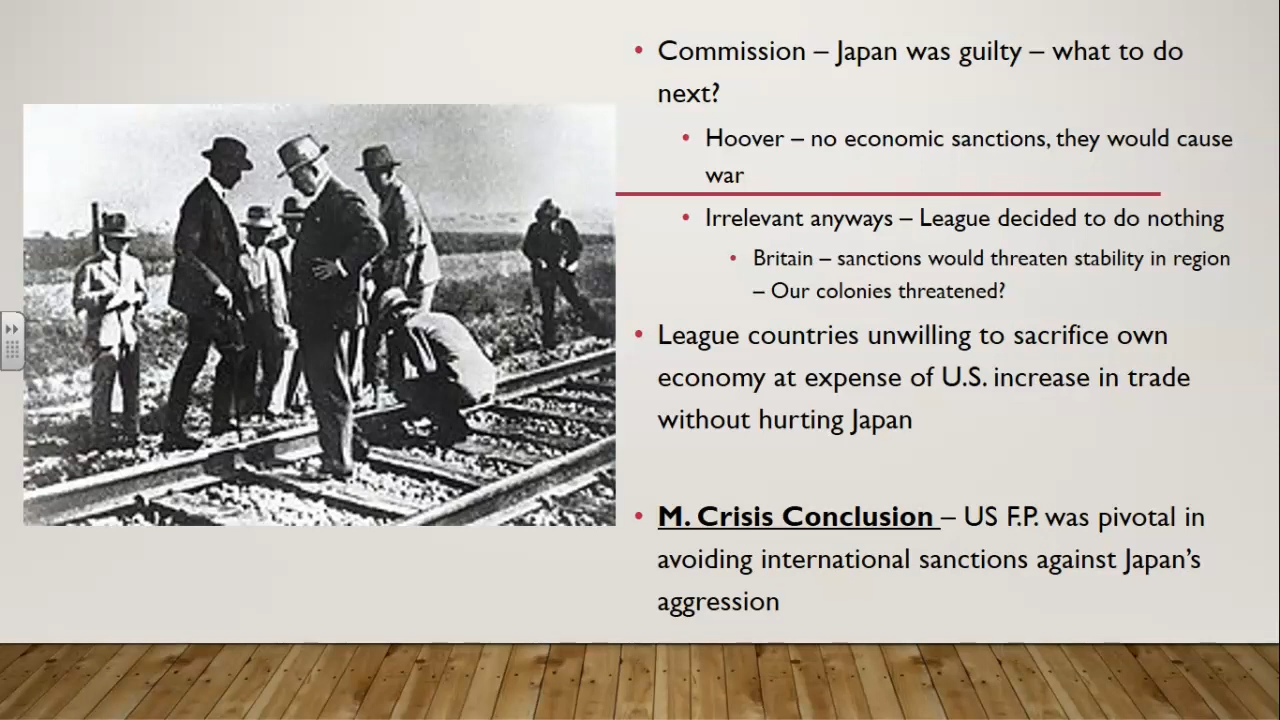 • Commission – Japan was guilty – what to do
next?
• Hoover – no economic sanctions, they would cause
war
• Irrelevant anyways – League decided to do nothing
• Britain – sanctions would threaten stability in region
– Our colonies threatened?
• League countries unwilling to sacrifice own
economy at expense of U.S. increase in trade
without hurting Japan
• M. Crisis Conclusion – US F.P. was pivotal in
avoiding international sanctions against Japan’s
aggression